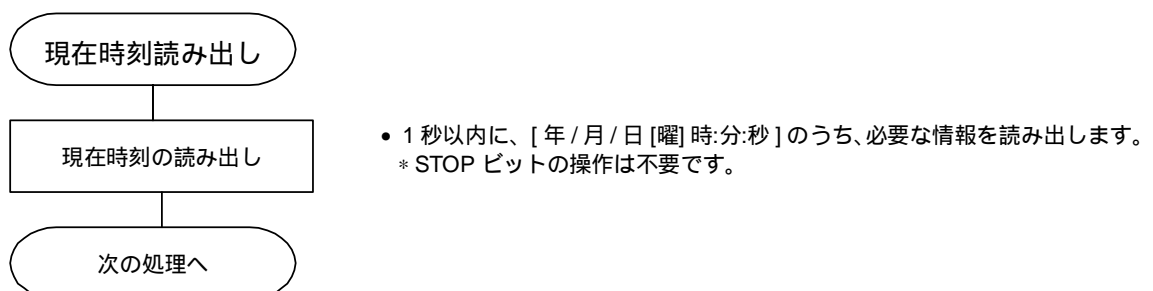 現在時刻読み出し
現在時刻の読み出し
• 1 秒以内に、[ 年 / 月 / 日 [曜] 時:分:秒 ] のうち、必要な情報を読み出します。
* STOP ビットの操作は不要です。
次の処理へ